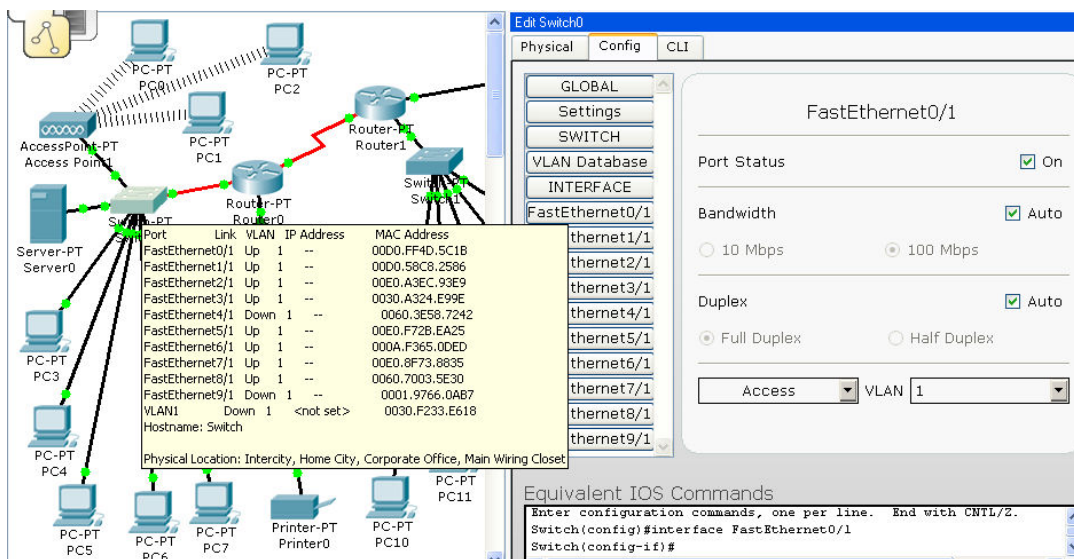 PC-PT
PC0
PC-PT
PC2
AccessPoint-PT
Access Point1
PC-PT
PC1
Router-PT
Router1
Router-PT
Router0
Server-PT
Server0
PC-PT
PC3
PC-PT
PC4
PC-PT
PC5
PC-PT
PC6
PC-PT
PC7
Printer-PT
Printer0
PC-PT
PC10
PC-PT
PC11
Port Link VLAN IP Address MAC Address
FastEthernet0/1 Up 1 -- 00D0.FF4D.5C1B
FastEthernet1/1 Up 1 -- 00D0.58C8.2586
FastEthernet2/1 Up 1 -- 00E0.A3EC.93E9
FastEthernet3/1 Up 1 -- 0030.A324.E99E
FastEthernet4/1 Down 1 -- 0060.3E58.7242
FastEthernet5/1 Up 1 -- 00E0.F72B.EA25
FastEthernet6/1 Up 1 -- 000A.F365.0DED
FastEthernet7/1 Up 1 -- 00E0.8F73.8835
FastEthernet8/1 Up 1 -- 0060.7003.5E30
FastEthernet9/1 Down 1 -- 0001.9766.0AB7
VLAN1 Down 1 <not set> 0030.F233.E618
Hostname: Switch
Physical Location: Intercity, Home City, Corporate Office, Main Wiring Closet
Edit Switch0
Physical Config CLI
GLOBAL
Settings
SWITCH
VLAN Database
INTERFACE
FastEthernet0/1
thernet1/1
thernet2/1
thernet3/1
thernet4/1
thernet5/1
thernet6/1
thernet7/1
thernet8/1
thernet9/1
FastEthernet0/1
Port Status On
Bandwidth Auto
10 Mbps 100 Mbps
Duplex Auto
Full Duplex Half Duplex
Access VLAN 1
Equivalent IOS Commands
Enter configuration commands, one per line. End with CNTL/Z.
Switch(config)#interface FastEthernet0/1
Switch(config-if)#